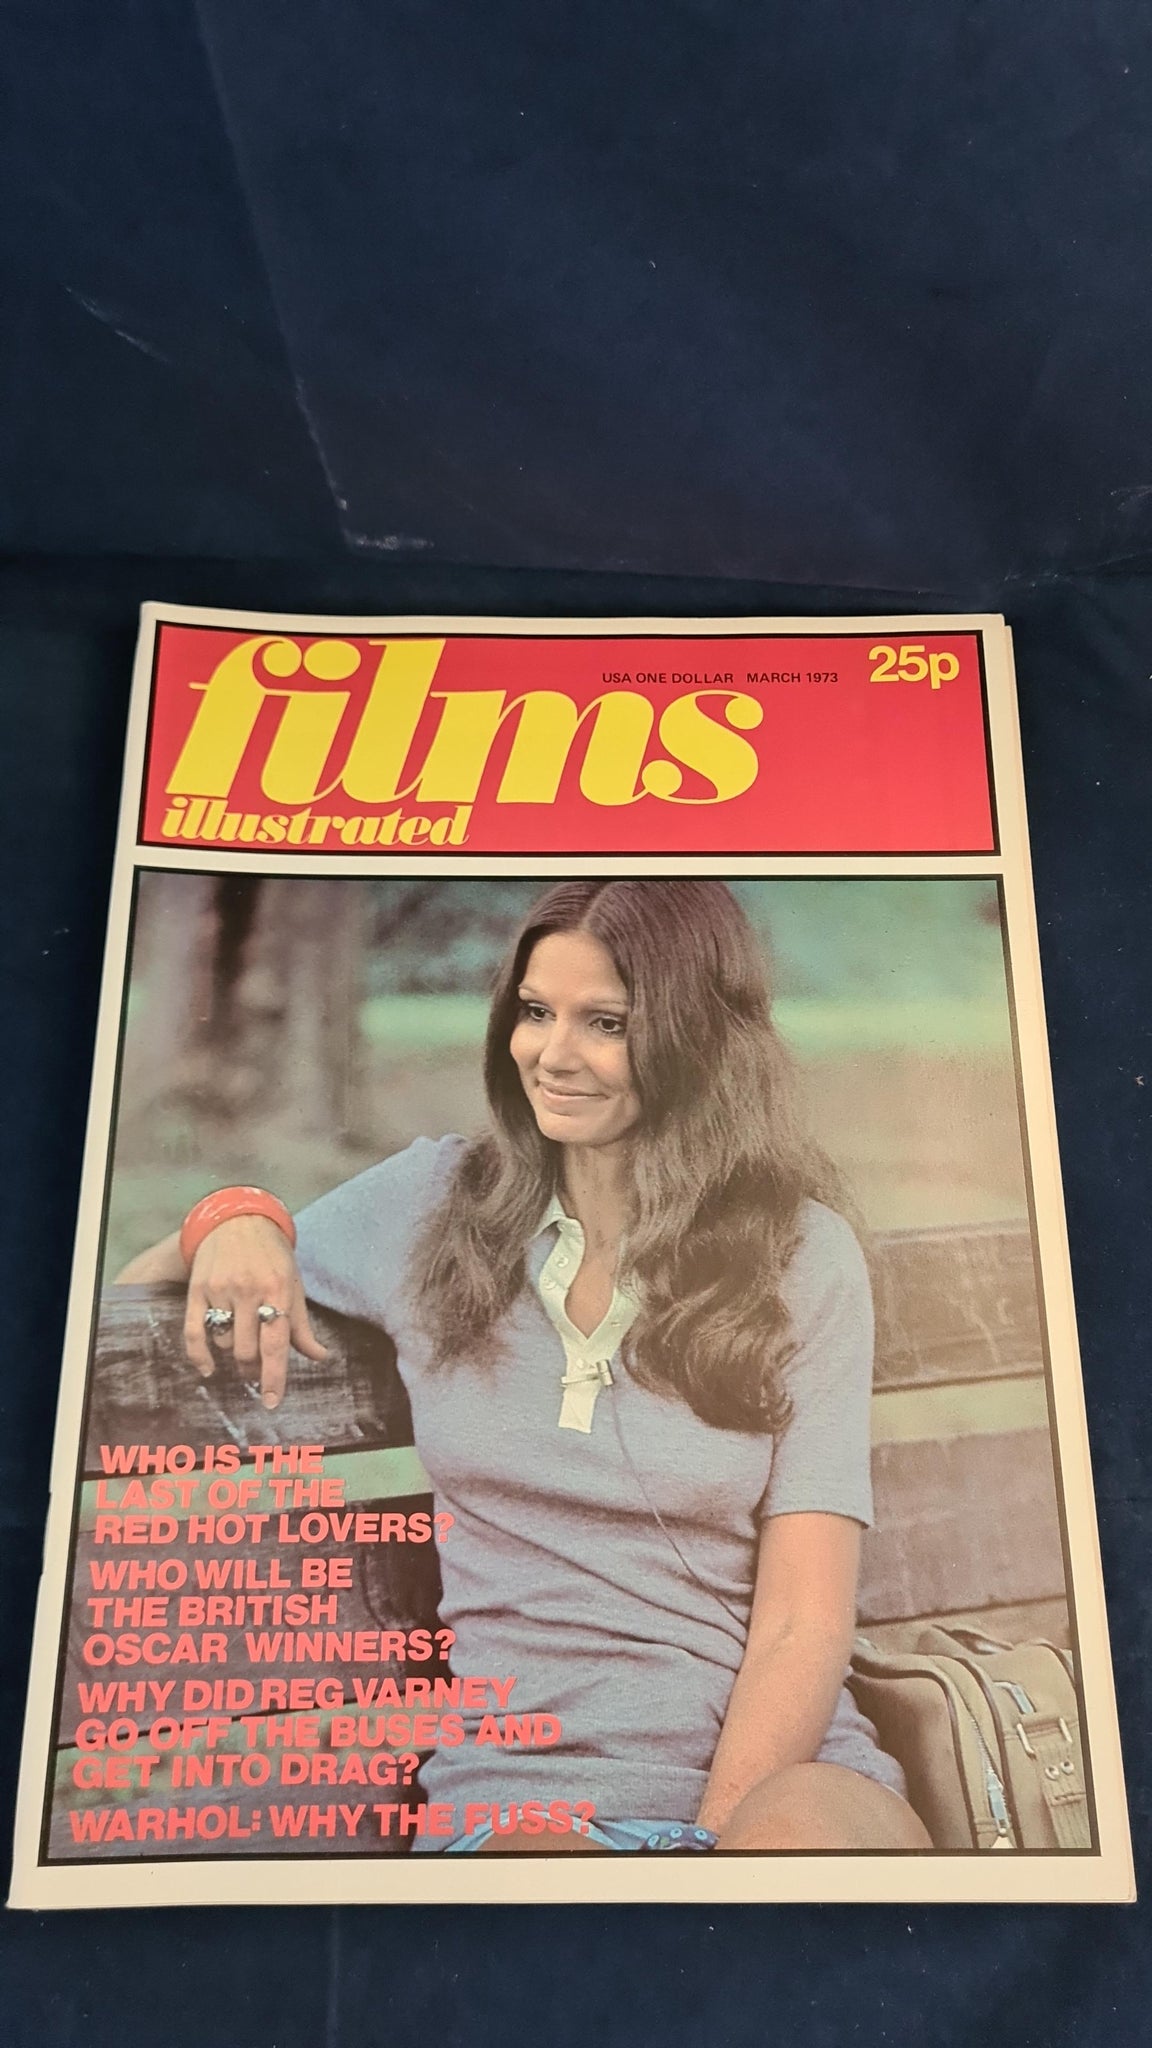 films
illustrated
USA ONE DOLLAR MARCH 1973
25p
WHO IS THE
LAST OF THE
RED HOT LOVERS?
WHO WILL BE
THE BRITISH
OSCAR WINNERS?
WHY DID REG VARNEY
GO OFF THE BUSES AND
GET INTO DRAG?
WARHOL: WHY THE FUSS?